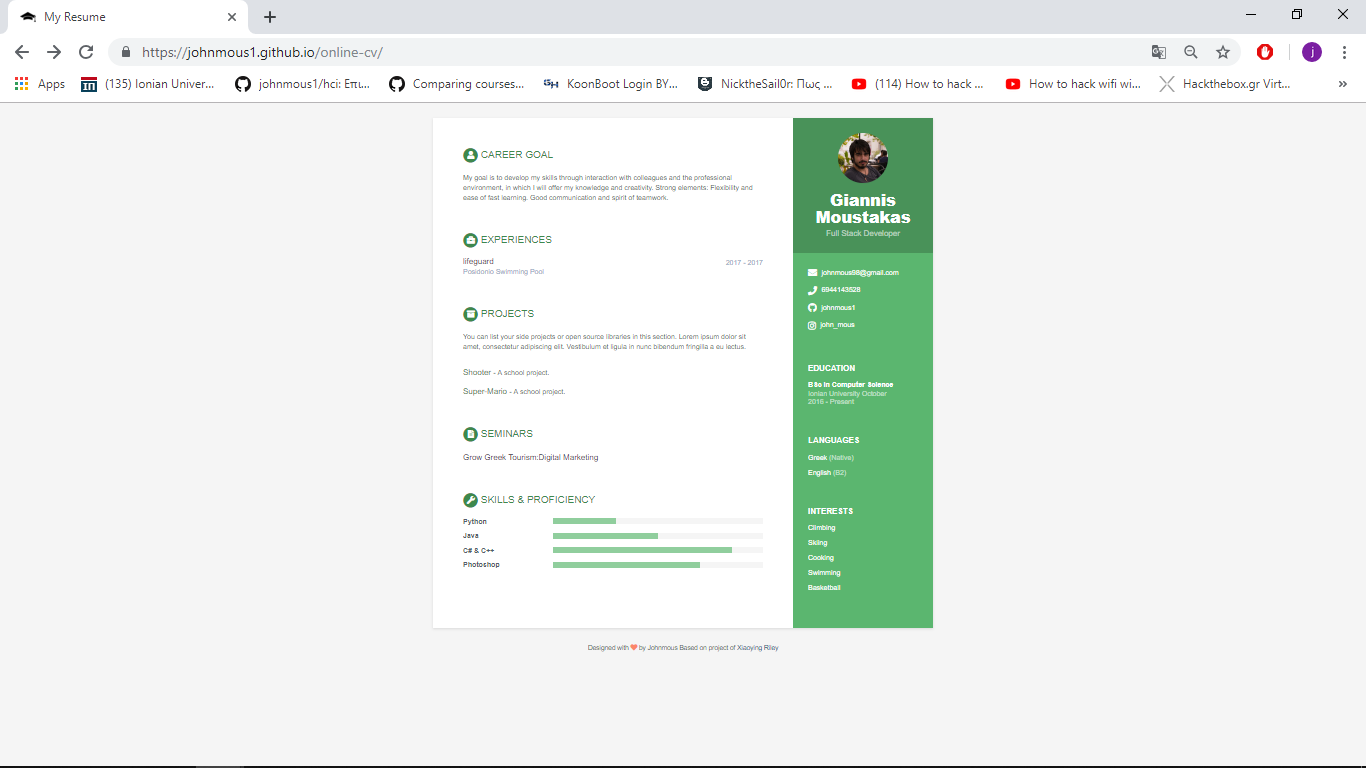 My Resume
https://johnmous1.github.io/online-cv/
j
Apps
(135) Ionian Univer...
johnmous1/hci: Επι...
Comparing courses...
KoonBoot Login BY...
NicktheSail0r: Πως ...
(114) How to hack ...
How to hack wifi wi...
Hackthebox.gr Virt...
»
CAREER GOAL
My goal is to develop my skills through interaction with colleagues and the professional
environment, in which I will offer my knowledge and creativity. Strong elements: Flexibility and
ease of fast learning. Good communication and spirit of teamwork.
EXPERIENCES
lifeguard
2017 - 2017
Posidonio Swimming Pool
PROJECTS
You can list your side projects or open source libraries in this section. Lorem ipsum dolor sit
amet, consectetur adipiscing elit. Vestibulum et ligula in nunc bibendum fringilla a eu lectus.
Shooter - A school project.
Super-Mario - A school project.
SEMINARS
Grow Greek Tourism:Digital Marketing
SKILLS & PROFICIENCY
Python
Java
C# & C++
Photoshop
Giannis
Moustakas
Full Stack Developer
johnmous98@gmail.com
6944143528
johnmous1
john_mous
EDUCATION
BSc in Computer Science
Ionian University October
2016 - Present
LANGUAGES
Greek (Native)
English (B2)
INTERESTS
Climbing
Skiing
Cooking
Swimming
Basketball
Designed with ❤ by Johnmous Based on project of Xiaoying Riley